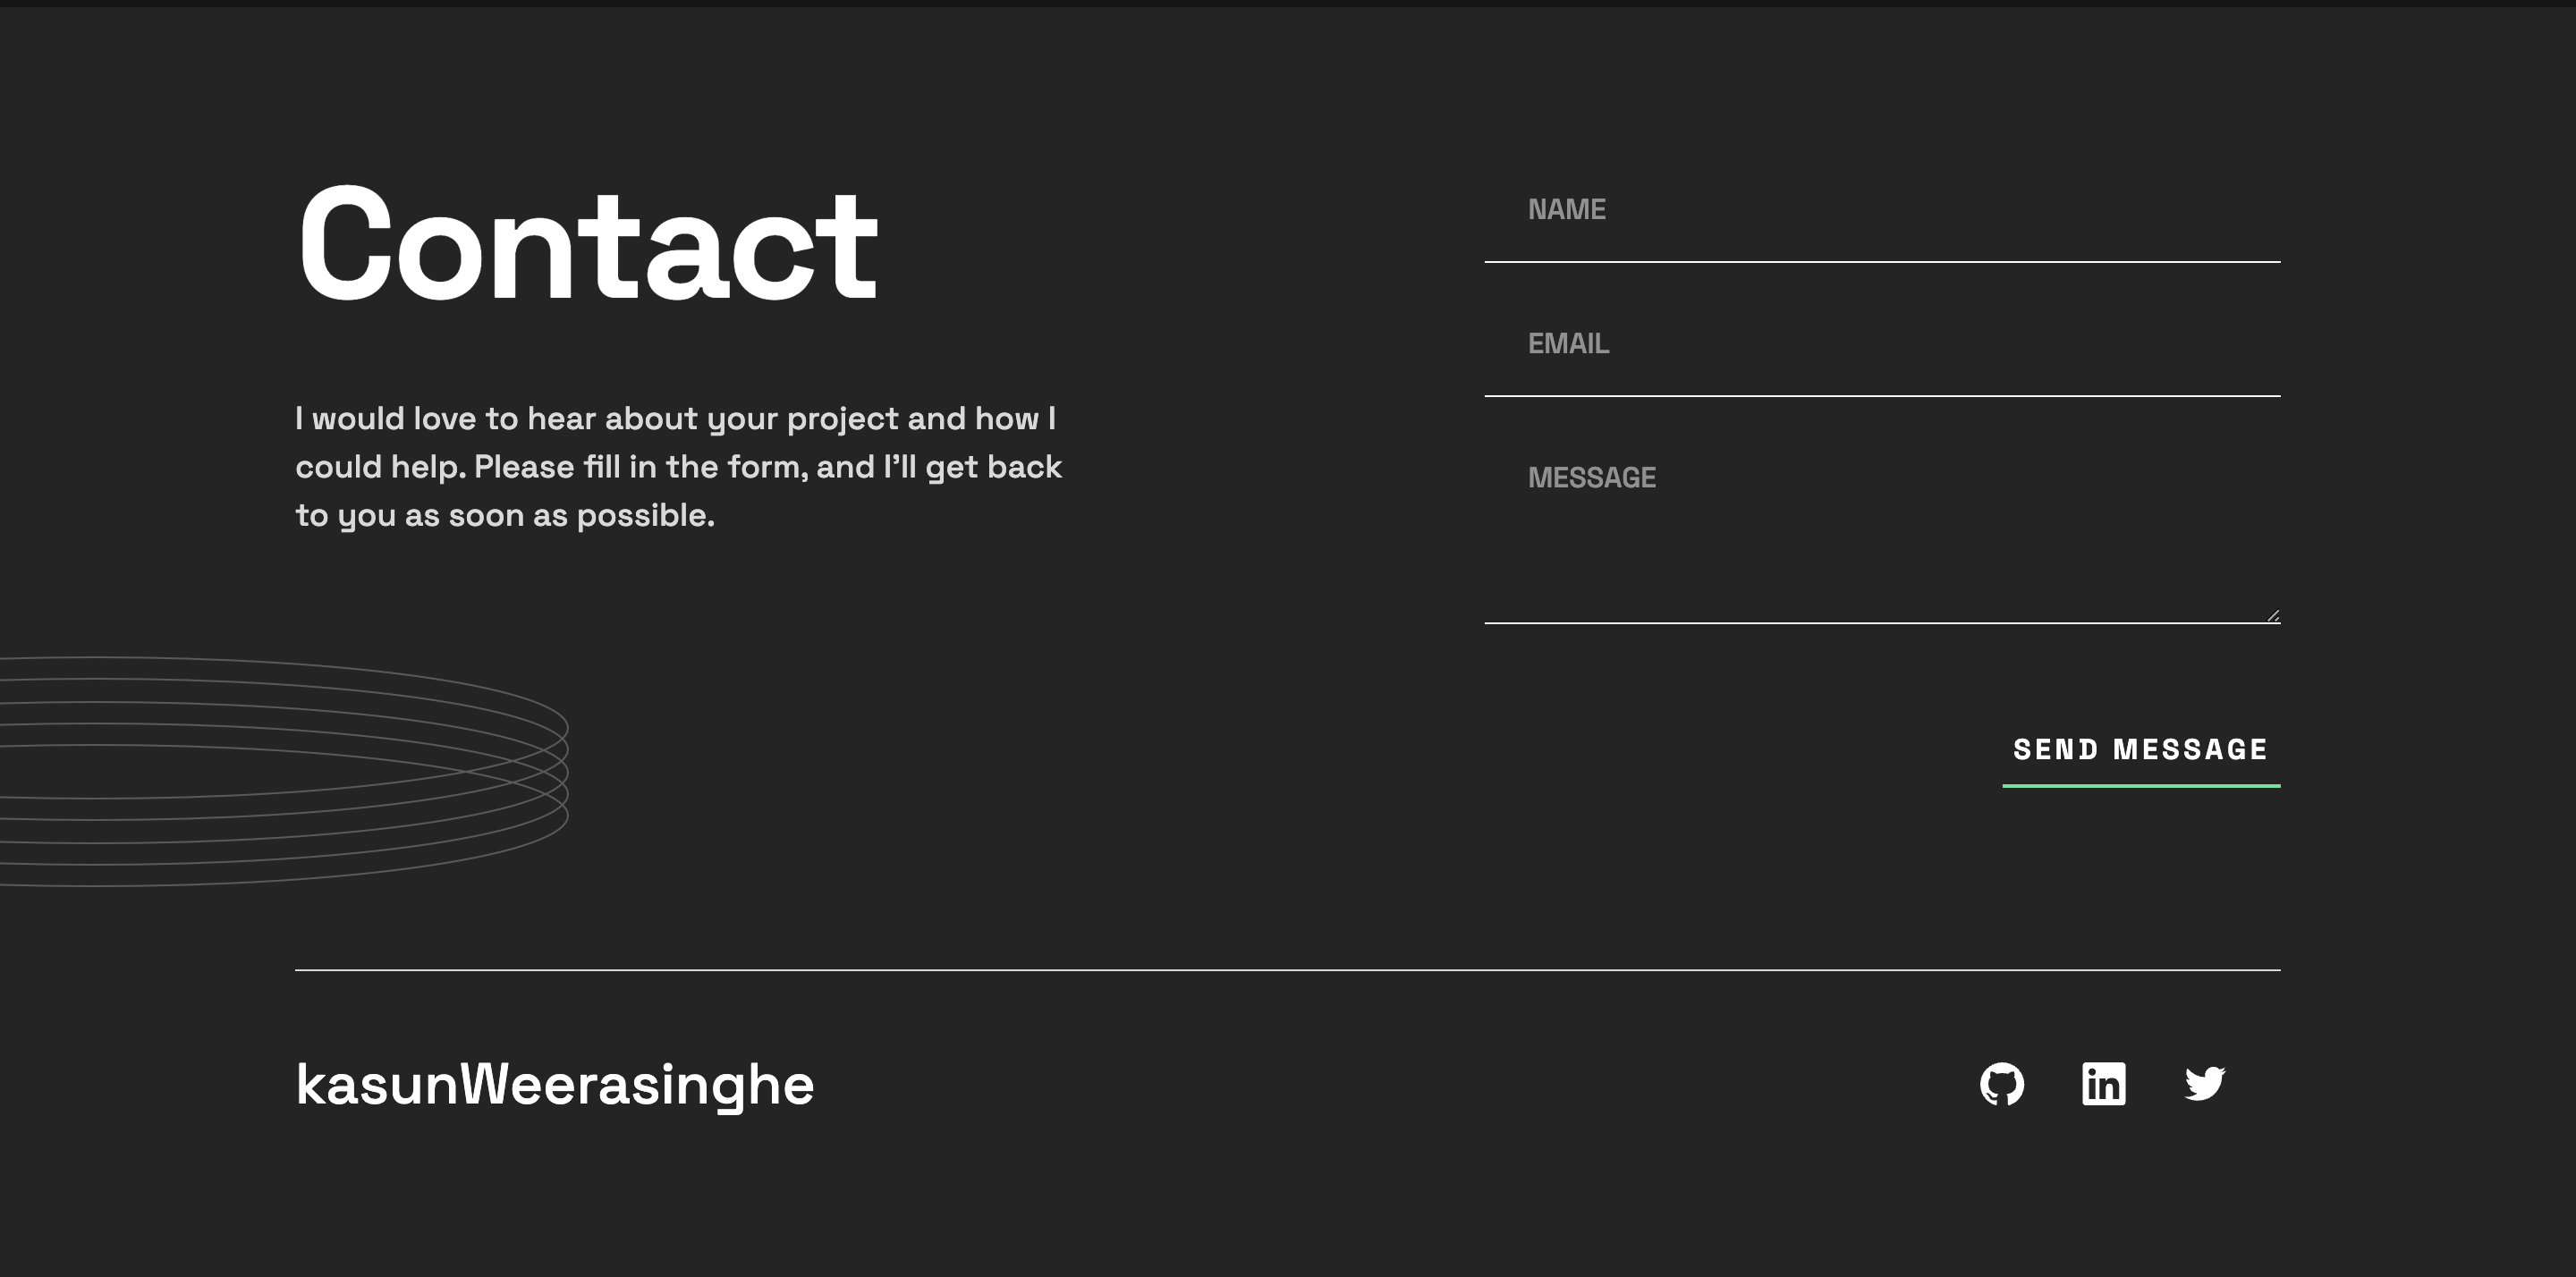 Contact
I would love to hear about your project and how I
could help. Please fill in the form, and I’ll get back
to you as soon as possible.
NAME
EMAIL
MESSAGE
SEND MESSAGE
kasunWeerasinghe
in